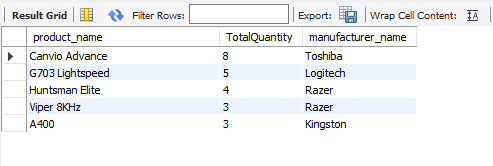 Result Grid Filter Rows: Export: Wrap Cell Content:
product_name TotalQuantity manufacturer_name
Canvio Advance 8 Toshiba
G703 Lightspeed 5 Logitech
Huntsman Elite 4 Razer
Viper 8KHz 3 Razer
A400 3 Kingston